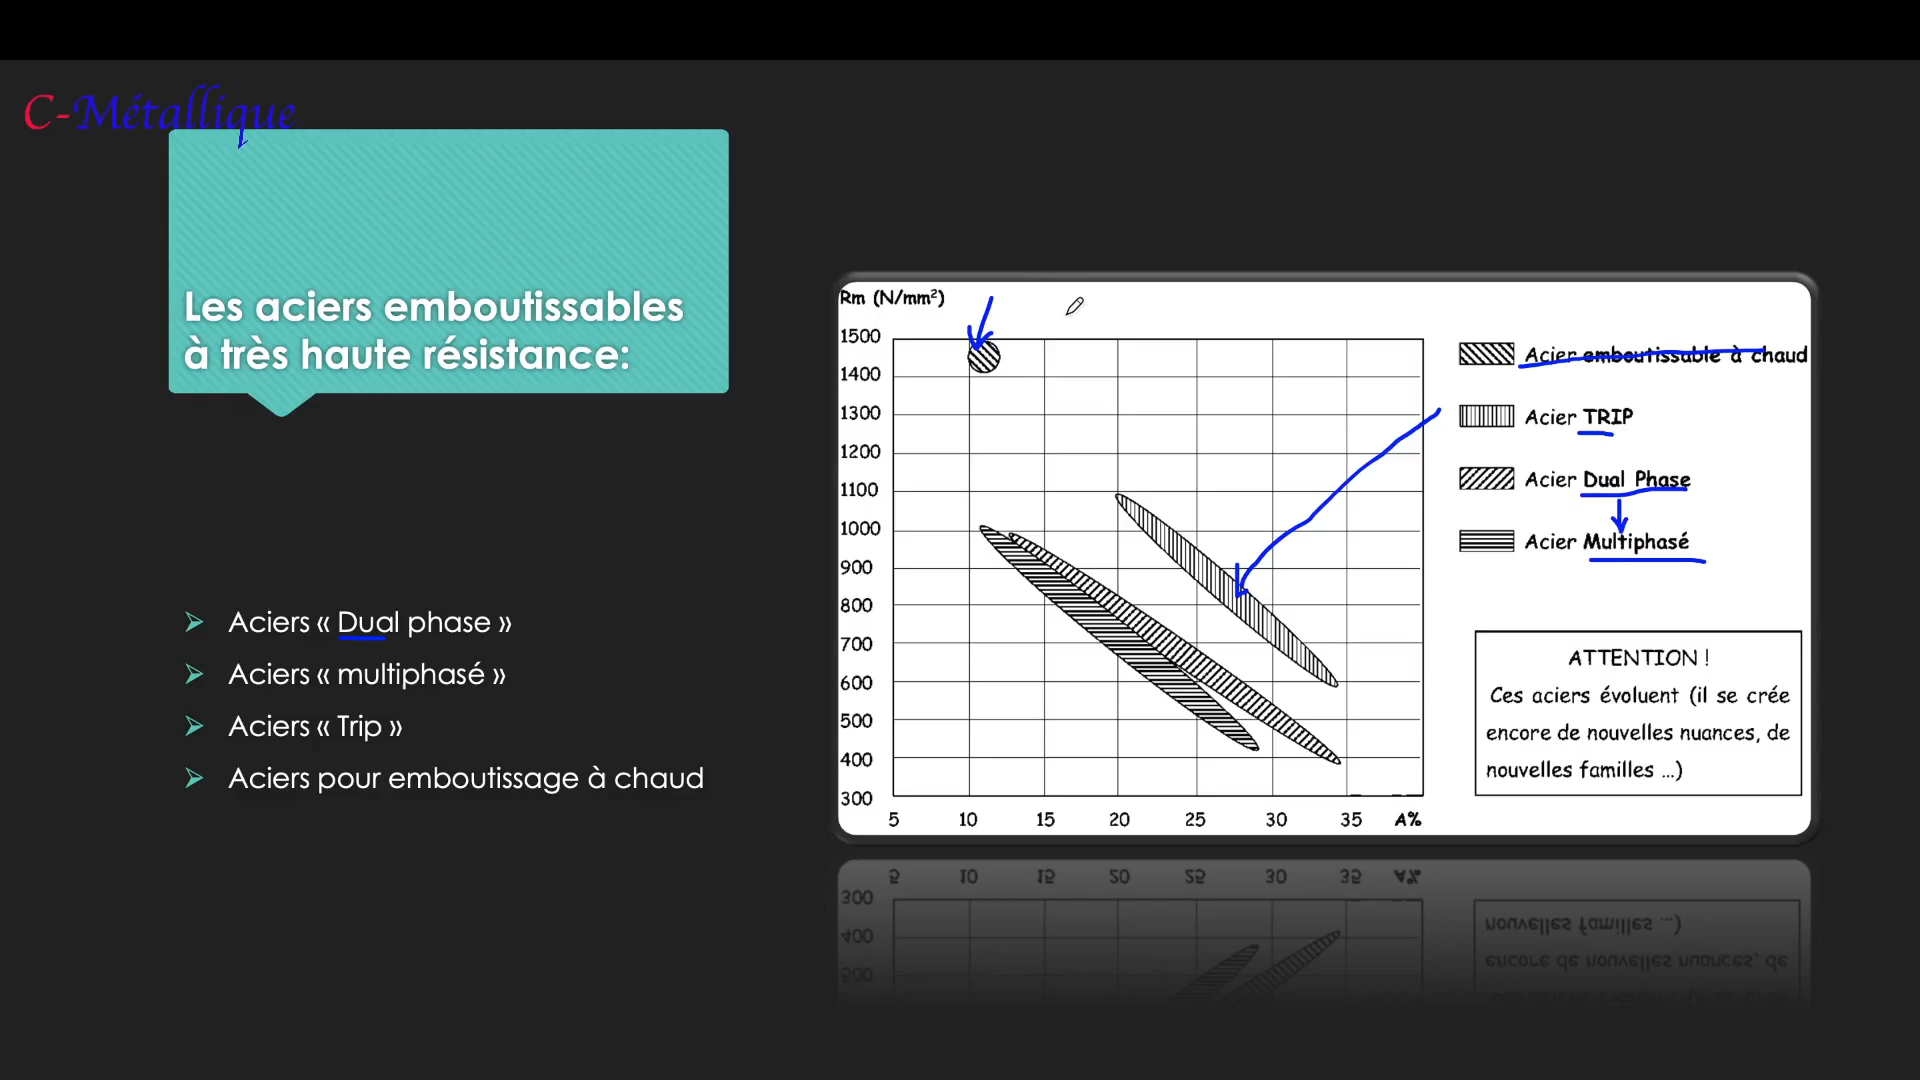 C-Métallique
Les aciers emboutissables
à très haute résistance:
Aciers « Dual phase »
Aciers « multiphasé »
Aciers « Trip »
Aciers pour emboutissage à chaud
Rm (N/mm²)
1500
1400
1300
1200
1100
1000
900
800
700
600
500
400
300
5 10 15 20 25 30 35 A%
Acier emboutissable à chaud
Acier TRIP
Acier Dual Phase
Acier Multiphasé
ATTENTION !
Ces aciers évoluent (il se crée
encore de nouvelles nuances, de
nouvelles familles ...)